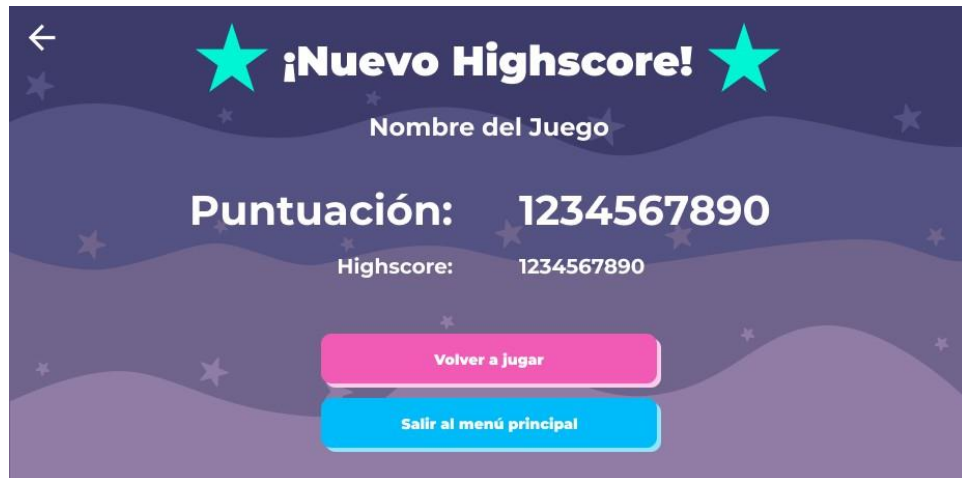 ¡Nuevo Highscore!
Nombre del Juego
Puntuación: 1234567890
Highscore: 1234567890
Volver a jugar
Salir al menú principal